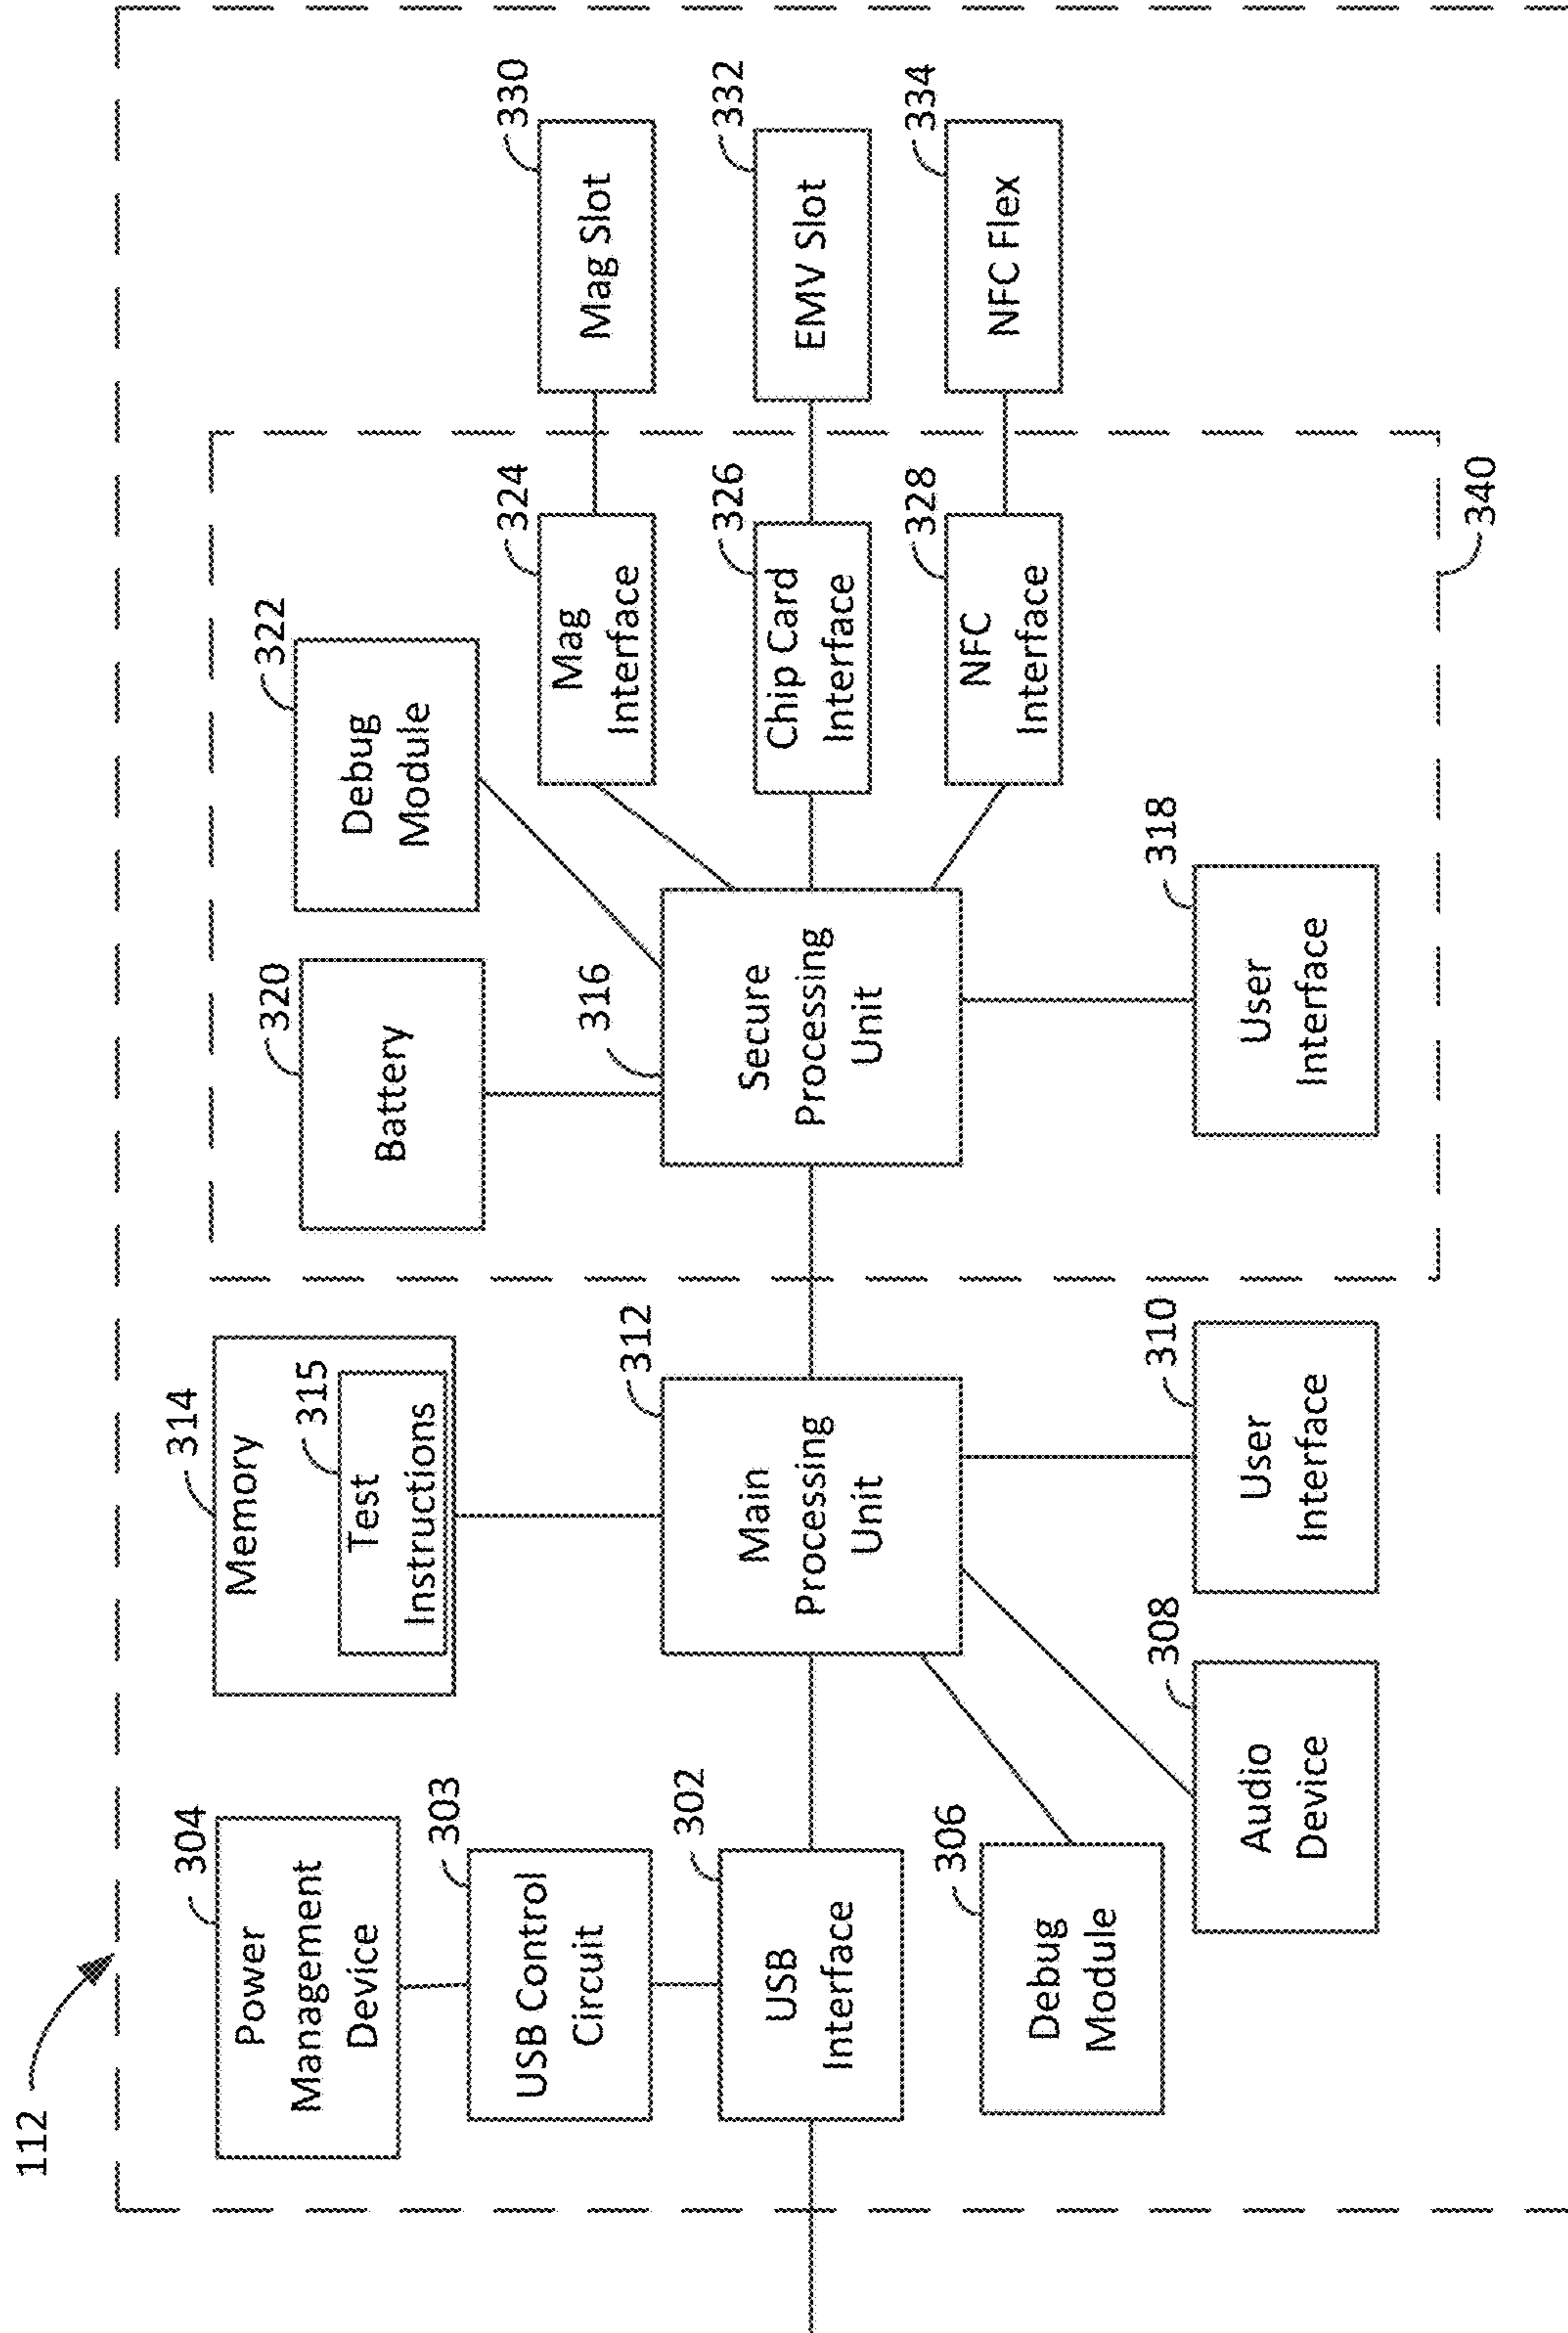 112
304
Power
Management
Device
303
USB Control
Circuit
302
USB
Interface
306
Debug
Module
308
Audio
Device
314
Memory
315
Test
Instructions
312
Main
Processing
Unit
310
User
Interface
320
Battery
316
Secure
Processing
Unit
318
User
Interface
322
Debug
Module
324
Mag
Interface
326
Chip Card
Interface
328
NFC
Interface
340
330
Mag Slot
332
EMV Slot
334
NFC Flex